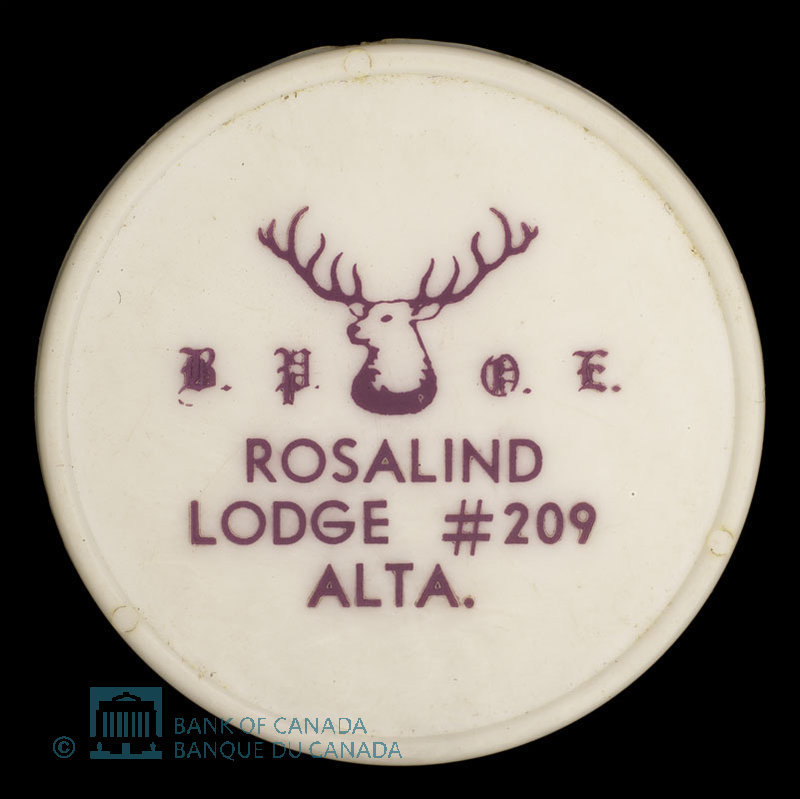 B. P. O. E.
ROSALIND
LODGE #209
ALTA.
© BANK OF CANADA
BANQUE DU CANADA